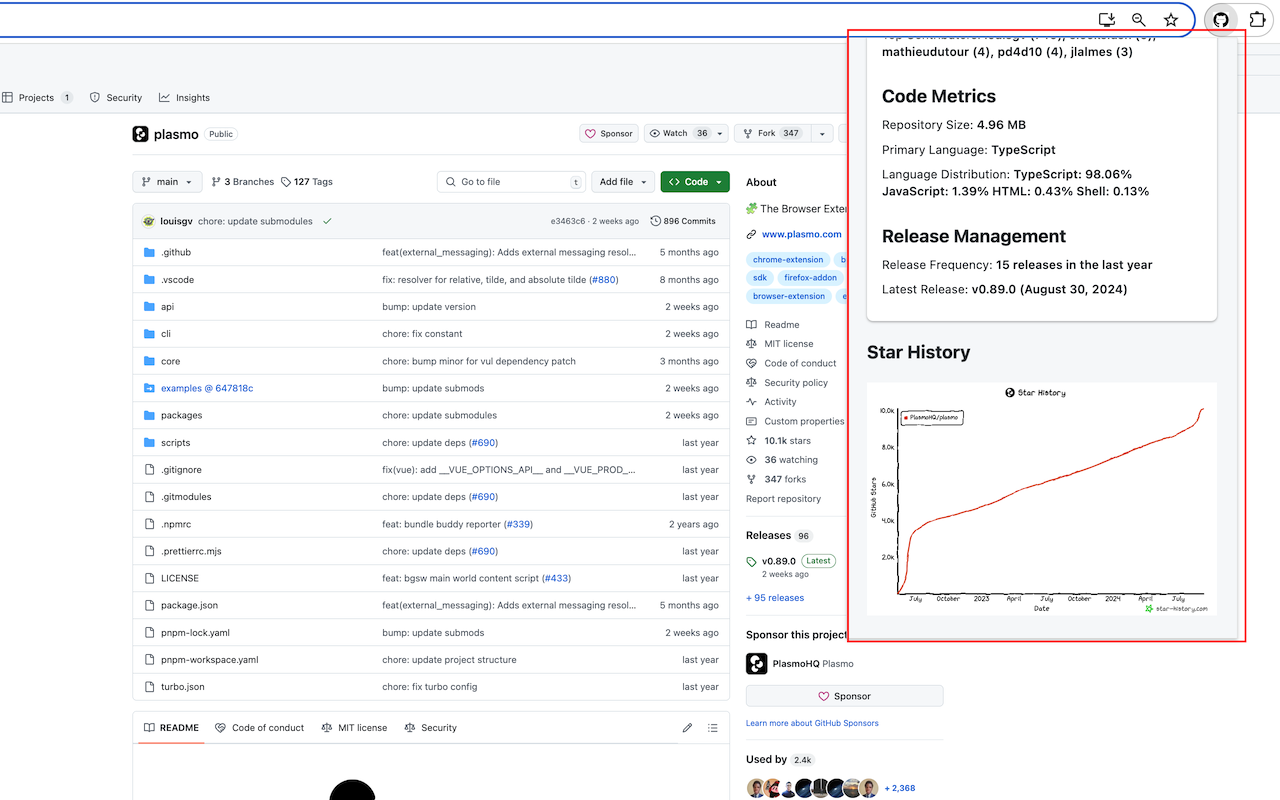 Projects 1 Security Insights
plasmo Public
Sponsor Watch 36 Fork 347
main 3 Branches 127 Tags Go to file t Add file Code
louisgv chore: update submodules e3463c6 · 2 weeks ago 896 Commits
.github feat(external_messaging): Adds external messaging resol... 5 months ago
.vscode fix: resolver for relative, tilde, and absolute tilde (#880) 8 months ago
api bump: update version 2 weeks ago
cli chore: fix constant 2 weeks ago
core chore: bump minor for vul dependency patch 3 months ago
examples @ 647818c bump: update submods 2 weeks ago
packages chore: update submodules 2 weeks ago
scripts chore: update deps (#690) last year
.gitignore fix(vue): add __VUE_OPTIONS_API__ and __VUE_PROD_... last year
.gitmodules chore: update deps (#690) last year
.npmrc feat: bundle buddy reporter (#339) 2 years ago
.prettierrc.mjs chore: update deps (#690) last year
LICENSE feat: bgsw main world content script (#433) last year
package.json feat(external_messaging): Adds external messaging resol... 5 months ago
pnpm-lock.yaml bump: update submods 2 weeks ago
pnpm-workspace.yaml chore: update project structure last year
turbo.json chore: fix turbo config last year
README Code of conduct MIT license Security
About
The Browser Exten
www.plasmo.com
chrome-extension
sdk firefox-addon
browser-extension
Readme
MIT license
Code of conduct
Security policy
Activity
Custom properties
10.1k stars
36 watching
347 forks
Report repository
Releases 96
v0.89.0 Latest
2 weeks ago
+ 95 releases
Sponsor this project
PlasmoHQ Plasmo
Sponsor
Learn more about GitHub Sponsors
Used by 2.4k
+ 2,368
mathieudutour (4), pd4d10 (4), jlalmes (3)
Code Metrics
Repository Size: 4.96 MB
Primary Language: TypeScript
Language Distribution: TypeScript: 98.06%
JavaScript: 1.39% HTML: 0.43% Shell: 0.13%
Release Management
Release Frequency: 15 releases in the last year
Latest Release: v0.89.0 (August 30, 2024)
Star History
Star History
PlasmoHQ/plasmo
10.0k
8.0k
6.0k
4.0k
2.0k
GitHub Stars
July October 2023 April July October 2024 April July
Date
star-history.com